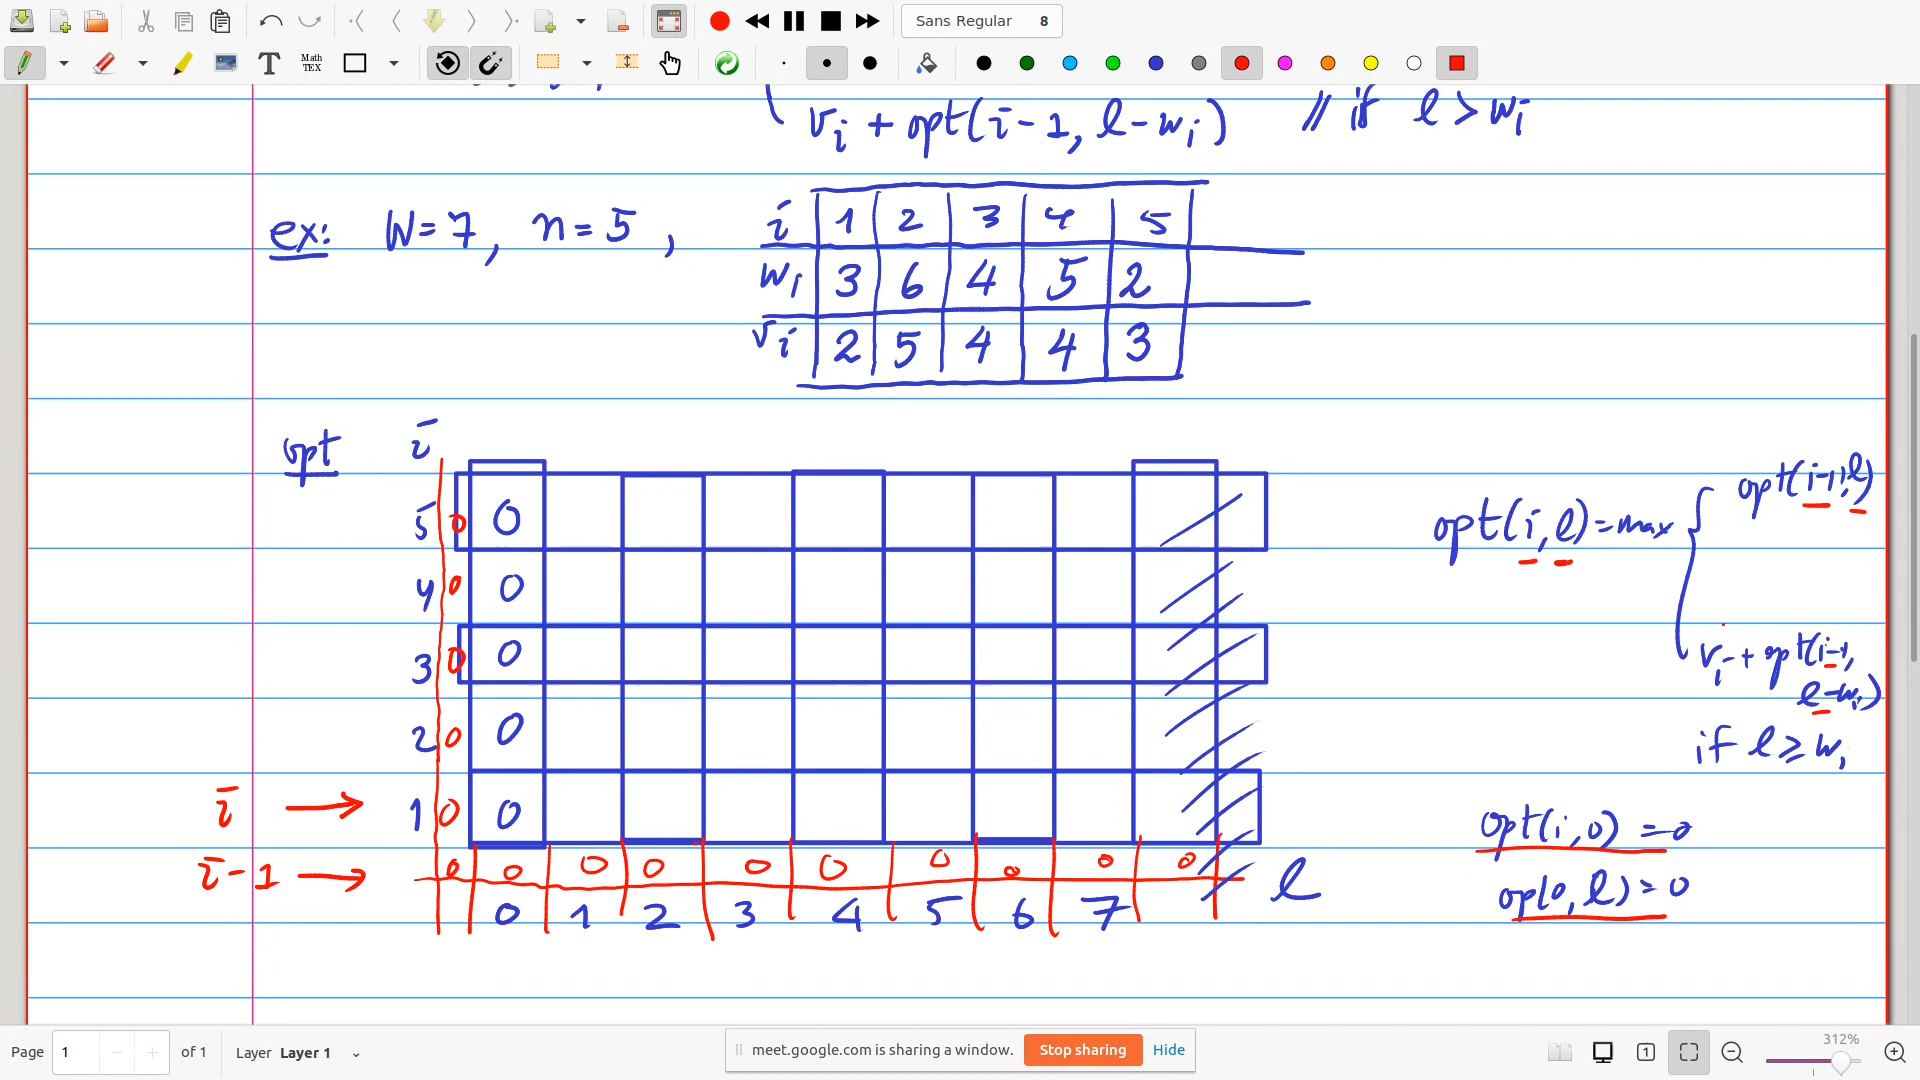 Sans Regular 8
T Math TEX
v_i + opt(i-1, l-w_i) // if l > w_i
ex: W=7, n=5,
i 1 2 3 4 5
w_i 3 6 4 5 2
v_i 2 5 4 4 3
opt i
5 0 0
4 0 0
3 0 0
2 0 0
i → 1 0 0
i-1 → 0 0 0 0 0 0 0 0 0 0
0 1 2 3 4 5 6 7 l
opt(i, l) = max { opt(i-1, l)
v_i + opt(i-1,
l-w_i)
if l ≥ w_i
opt(i, 0) = 0
op(0, l) = 0
Page 1 of 1 Layer Layer 1
meet.google.com is sharing a window. Stop sharing Hide
1 312%